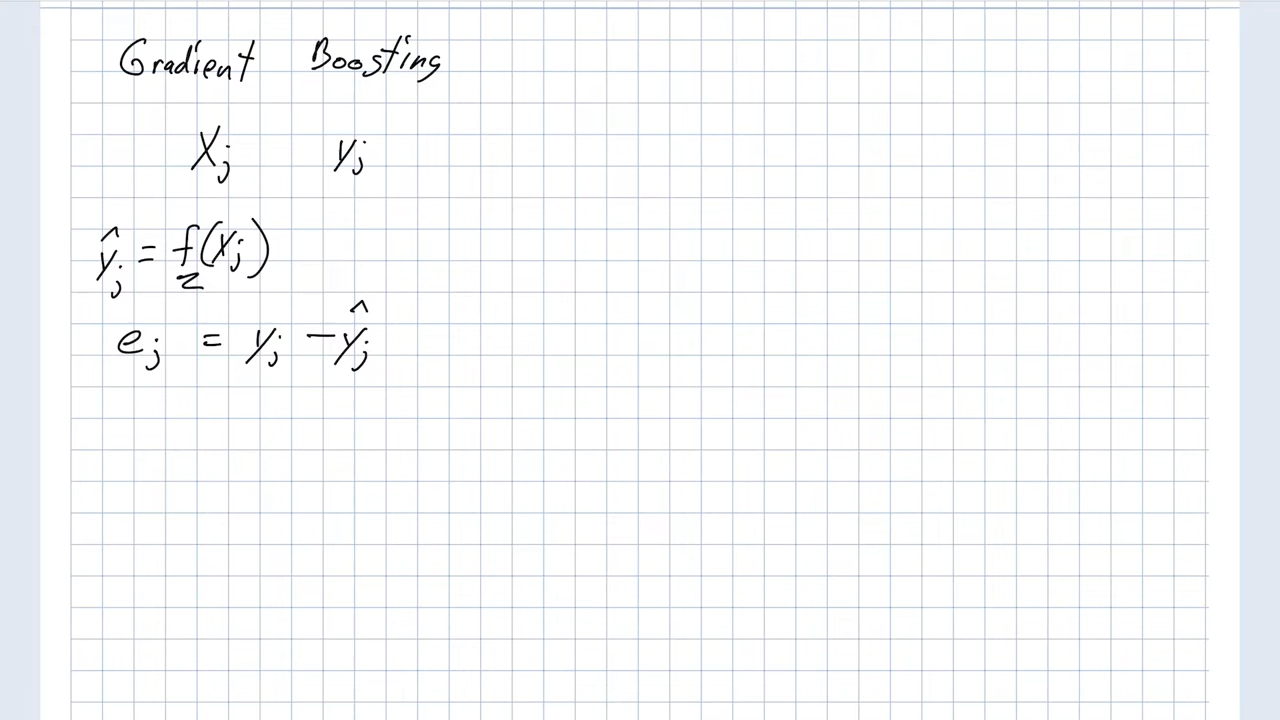 Gradient Boosting
Xj yj
ŷj = f(Xj)
ej = yj - ŷj